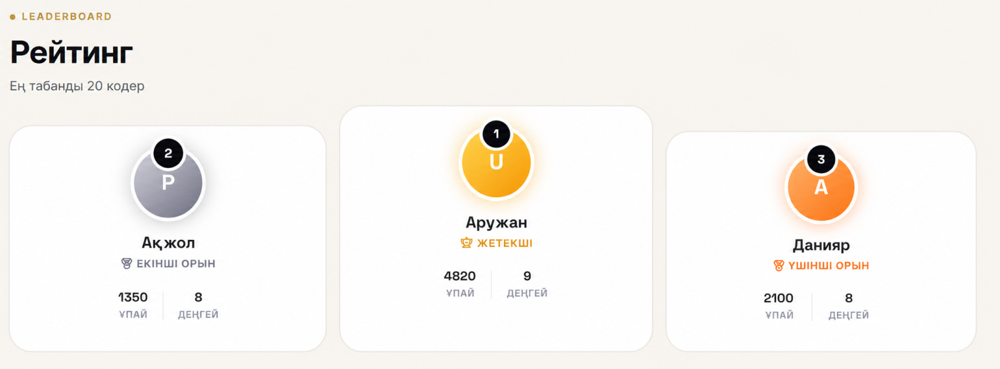 LEADERBOARD
Рейтинг
Ең табанды 20 кодер
2
P
Ақжол
ЕКІНШІ ОРЫН
1350
ҰПАЙ
8
ДЕҢГЕЙ
1
U
Аружан
ЖЕТЕКШІ
4820
ҰПАЙ
9
ДЕҢГЕЙ
3
A
Данияр
ҮШІНШІ ОРЫН
2100
ҰПАЙ
8
ДЕҢГЕЙ